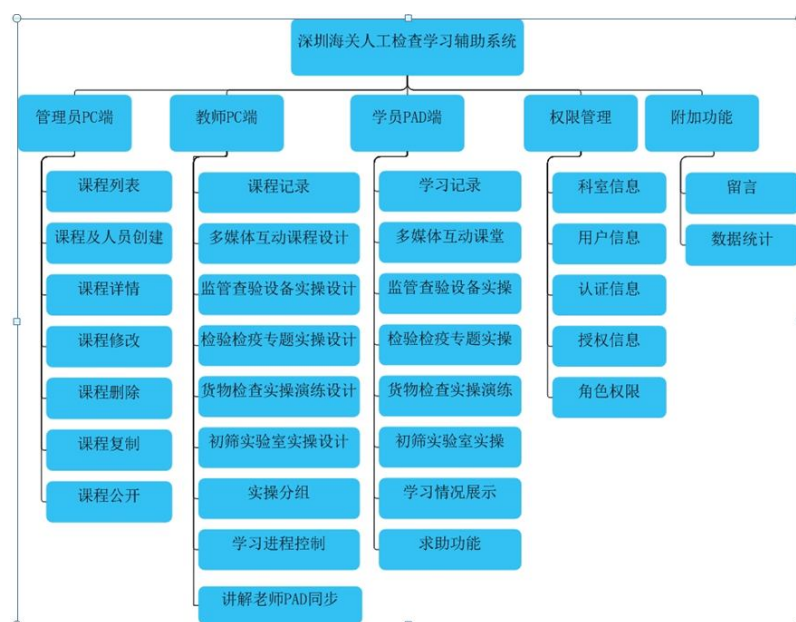 深圳海关人工检查学习辅助系统
管理员PC端
教师PC端
学员PAD端
权限管理
附加功能
课程列表
课程及人员创建
课程详情
课程修改
课程删除
课程复制
课程公开
课程记录
多媒体互动课程设计
监管查验设备实操设计
检验检疫专题实操设计
货物检查实操演练设计
初筛实验室实操设计
实操分组
学习进程控制
讲解老师PAD同步
学习记录
多媒体互动课堂
监管查验设备实操
检验检疫专题实操
货物检查实操演练
初筛实验室实操
学习情况展示
求助功能
科室信息
用户信息
认证信息
授权信息
角色权限
留言
数据统计